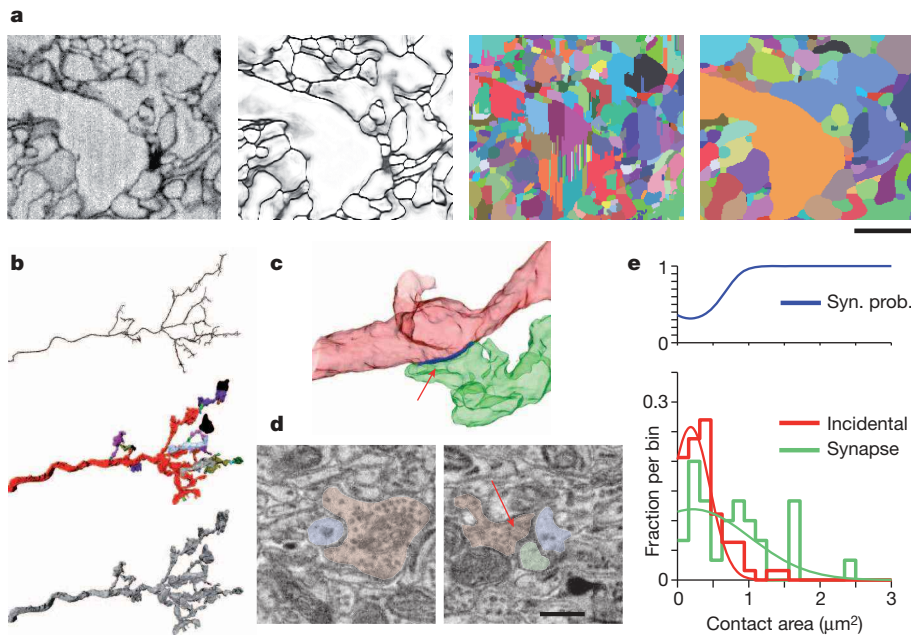 a
b
c
d
e
1
0
Syn. prob.
0.3
0
Fraction per bin
Incidental
Synapse
0 1 2 3
Contact area (μm²)